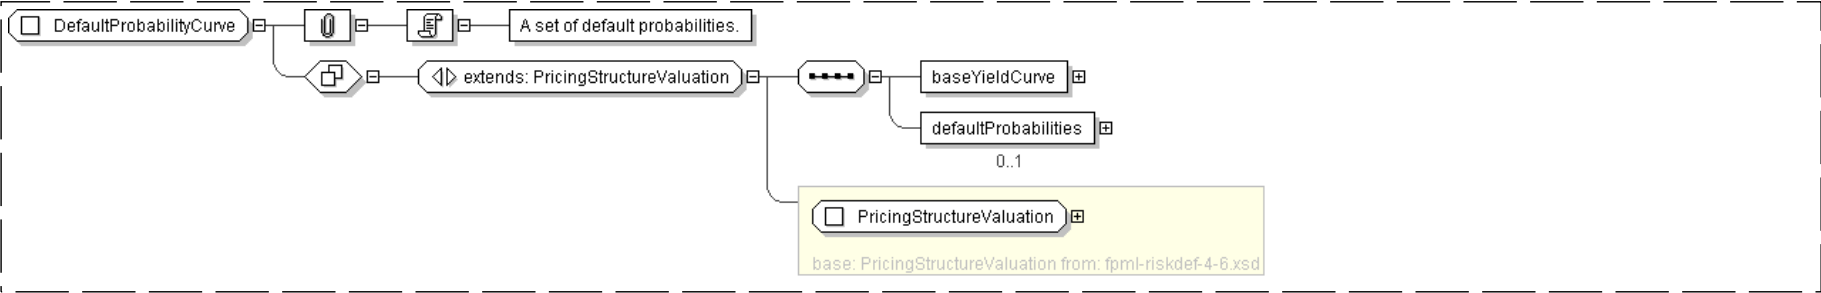 DefaultProbabilityCurve
A set of default probabilities.
extends: PricingStructureValuation
baseYieldCurve
defaultProbabilities
0..1
PricingStructureValuation
base: PricingStructureValuation from: fpml-riskdef-4-6.xsd